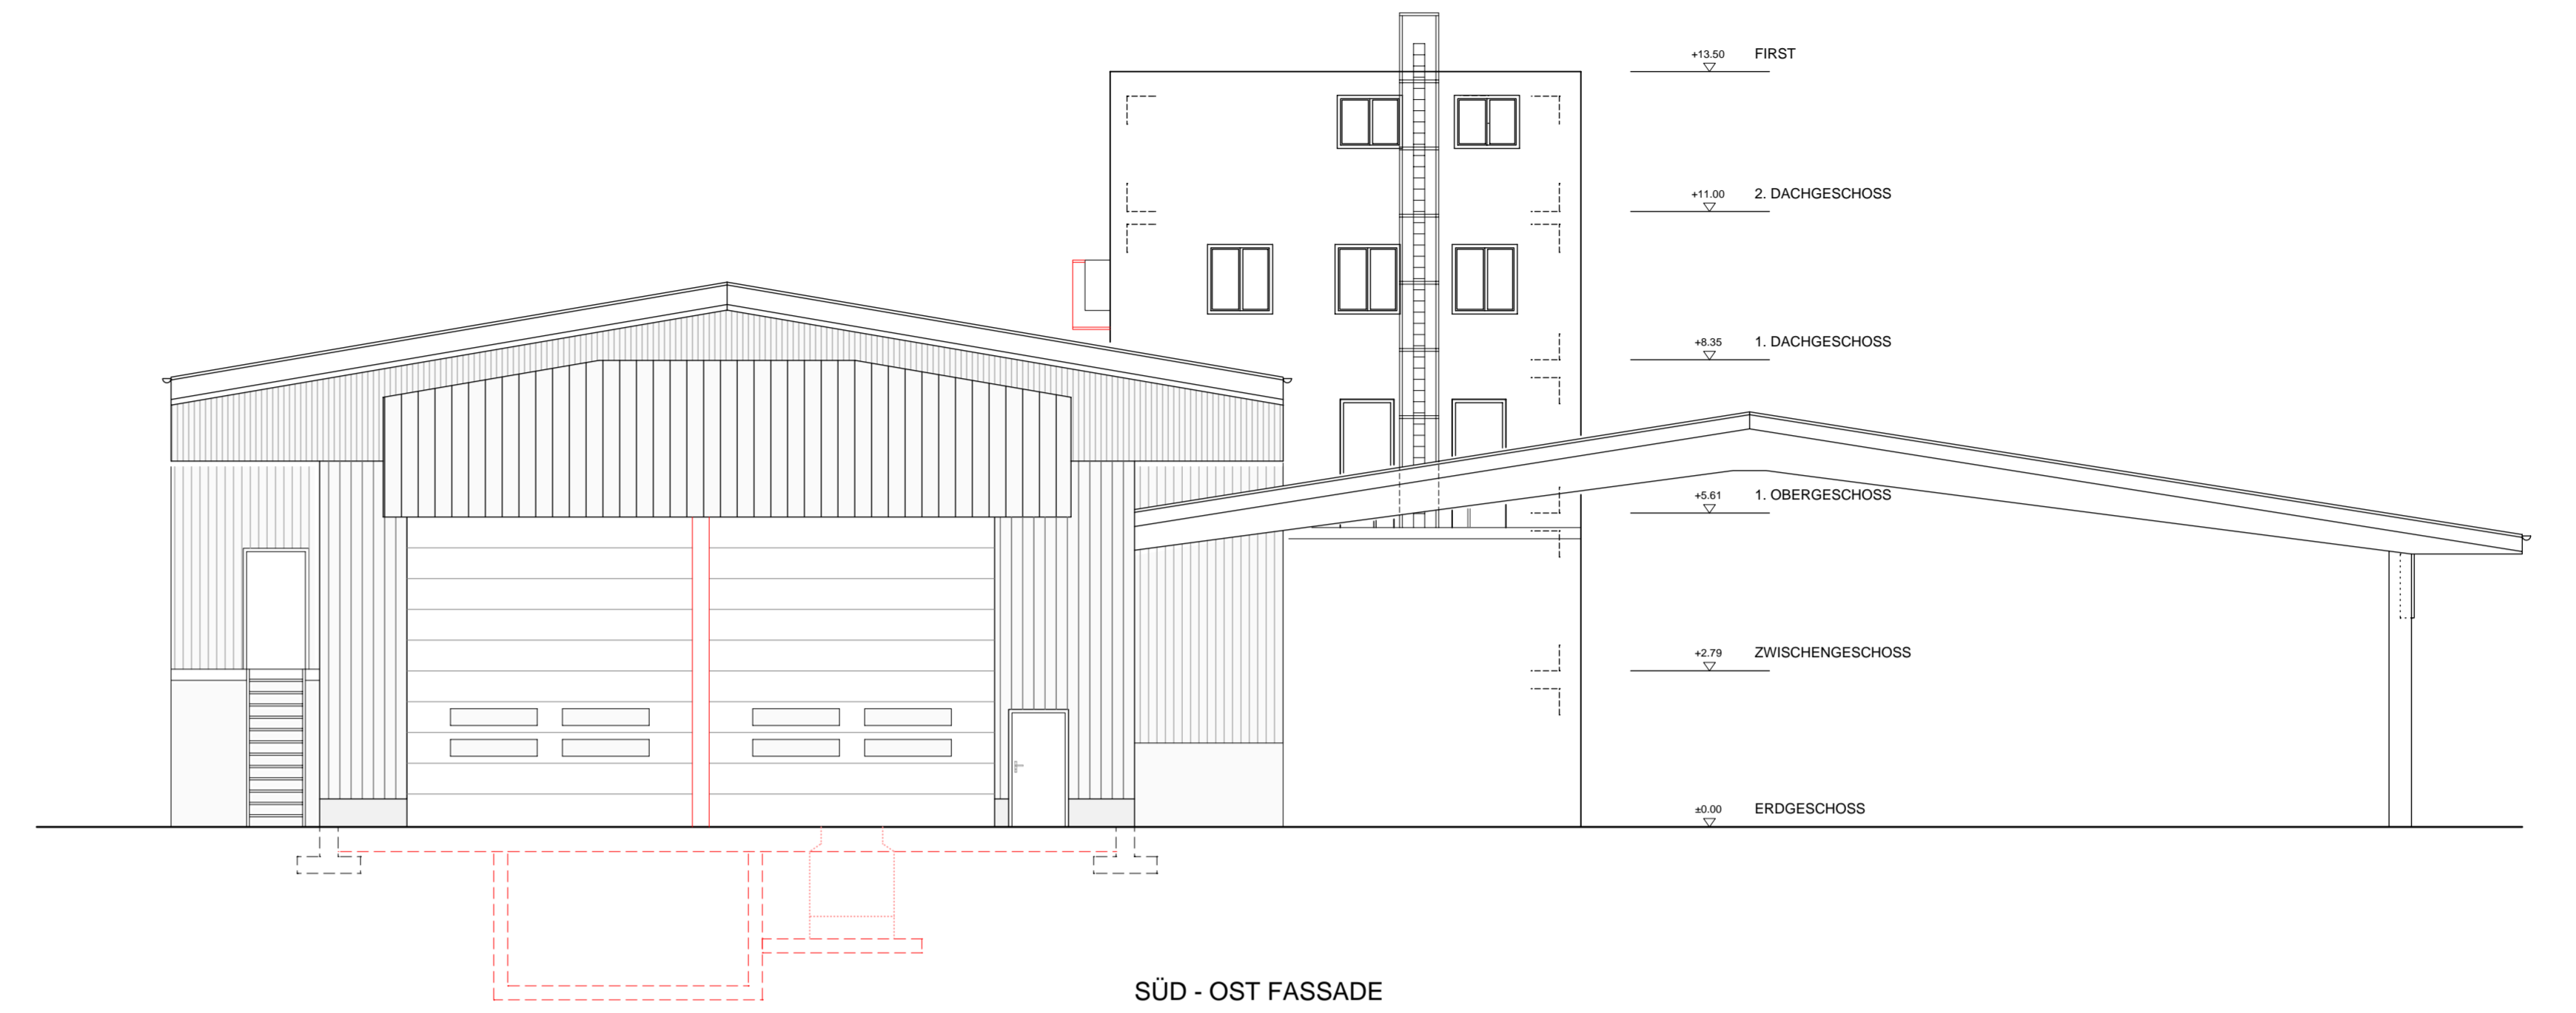 +13.50 FIRST
+11.00 2. DACHGESCHOSS
+8.35 1. DACHGESCHOSS
+5.61 1. OBERGESCHOSS
+2.79 ZWISCHENGESCHOSS
±0.00 ERDGESCHOSS
SÜD - OST FASSADE